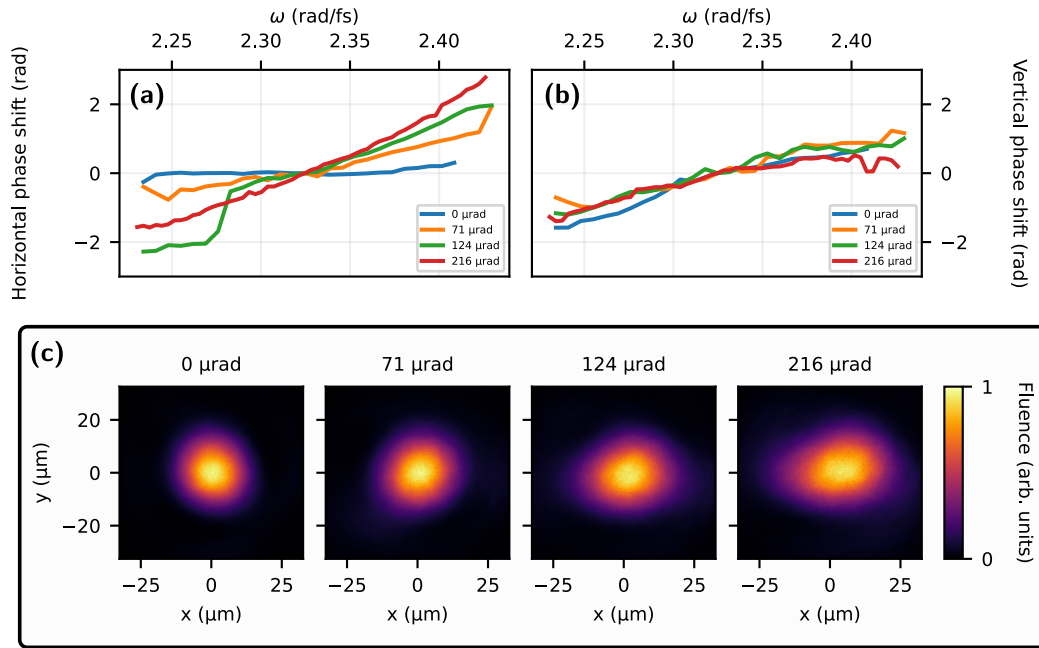 ω (rad/fs)
ω (rad/fs)
2.25 2.30 2.35 2.40
2.25 2.30 2.35 2.40
Horizontal phase shift (rad)
(a)
2
0
−2
0 μrad
71 μrad
124 μrad
216 μrad
(b)
2
0
−2
0 μrad
71 μrad
124 μrad
216 μrad
Vertical phase shift (rad)
(c)
0 μrad
71 μrad
124 μrad
216 μrad
y (μm)
20
0
−20
−25 0 25
−25 0 25
−25 0 25
−25 0 25
x (μm)
x (μm)
x (μm)
x (μm)
1
0
Fluence (arb. units)